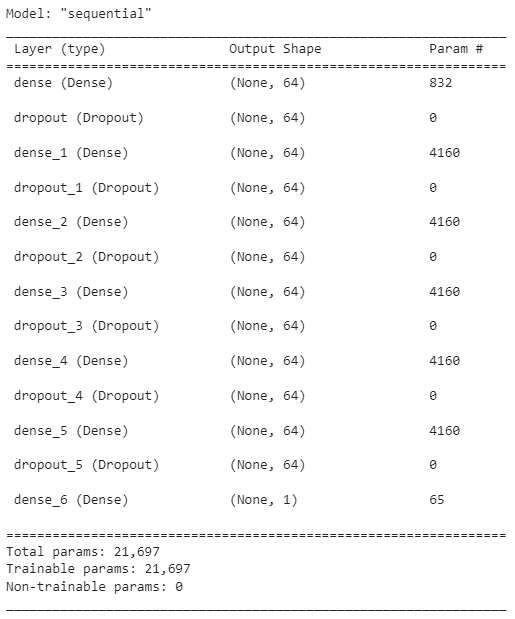 Model: "sequential"
Layer (type) Output Shape Param #
dense (Dense) (None, 64) 832
dropout (Dropout) (None, 64) 0
dense_1 (Dense) (None, 64) 4160
dropout_1 (Dropout) (None, 64) 0
dense_2 (Dense) (None, 64) 4160
dropout_2 (Dropout) (None, 64) 0
dense_3 (Dense) (None, 64) 4160
dropout_3 (Dropout) (None, 64) 0
dense_4 (Dense) (None, 64) 4160
dropout_4 (Dropout) (None, 64) 0
dense_5 (Dense) (None, 64) 4160
dropout_5 (Dropout) (None, 64) 0
dense_6 (Dense) (None, 1) 65
Total params: 21,697
Trainable params: 21,697
Non-trainable params: 0